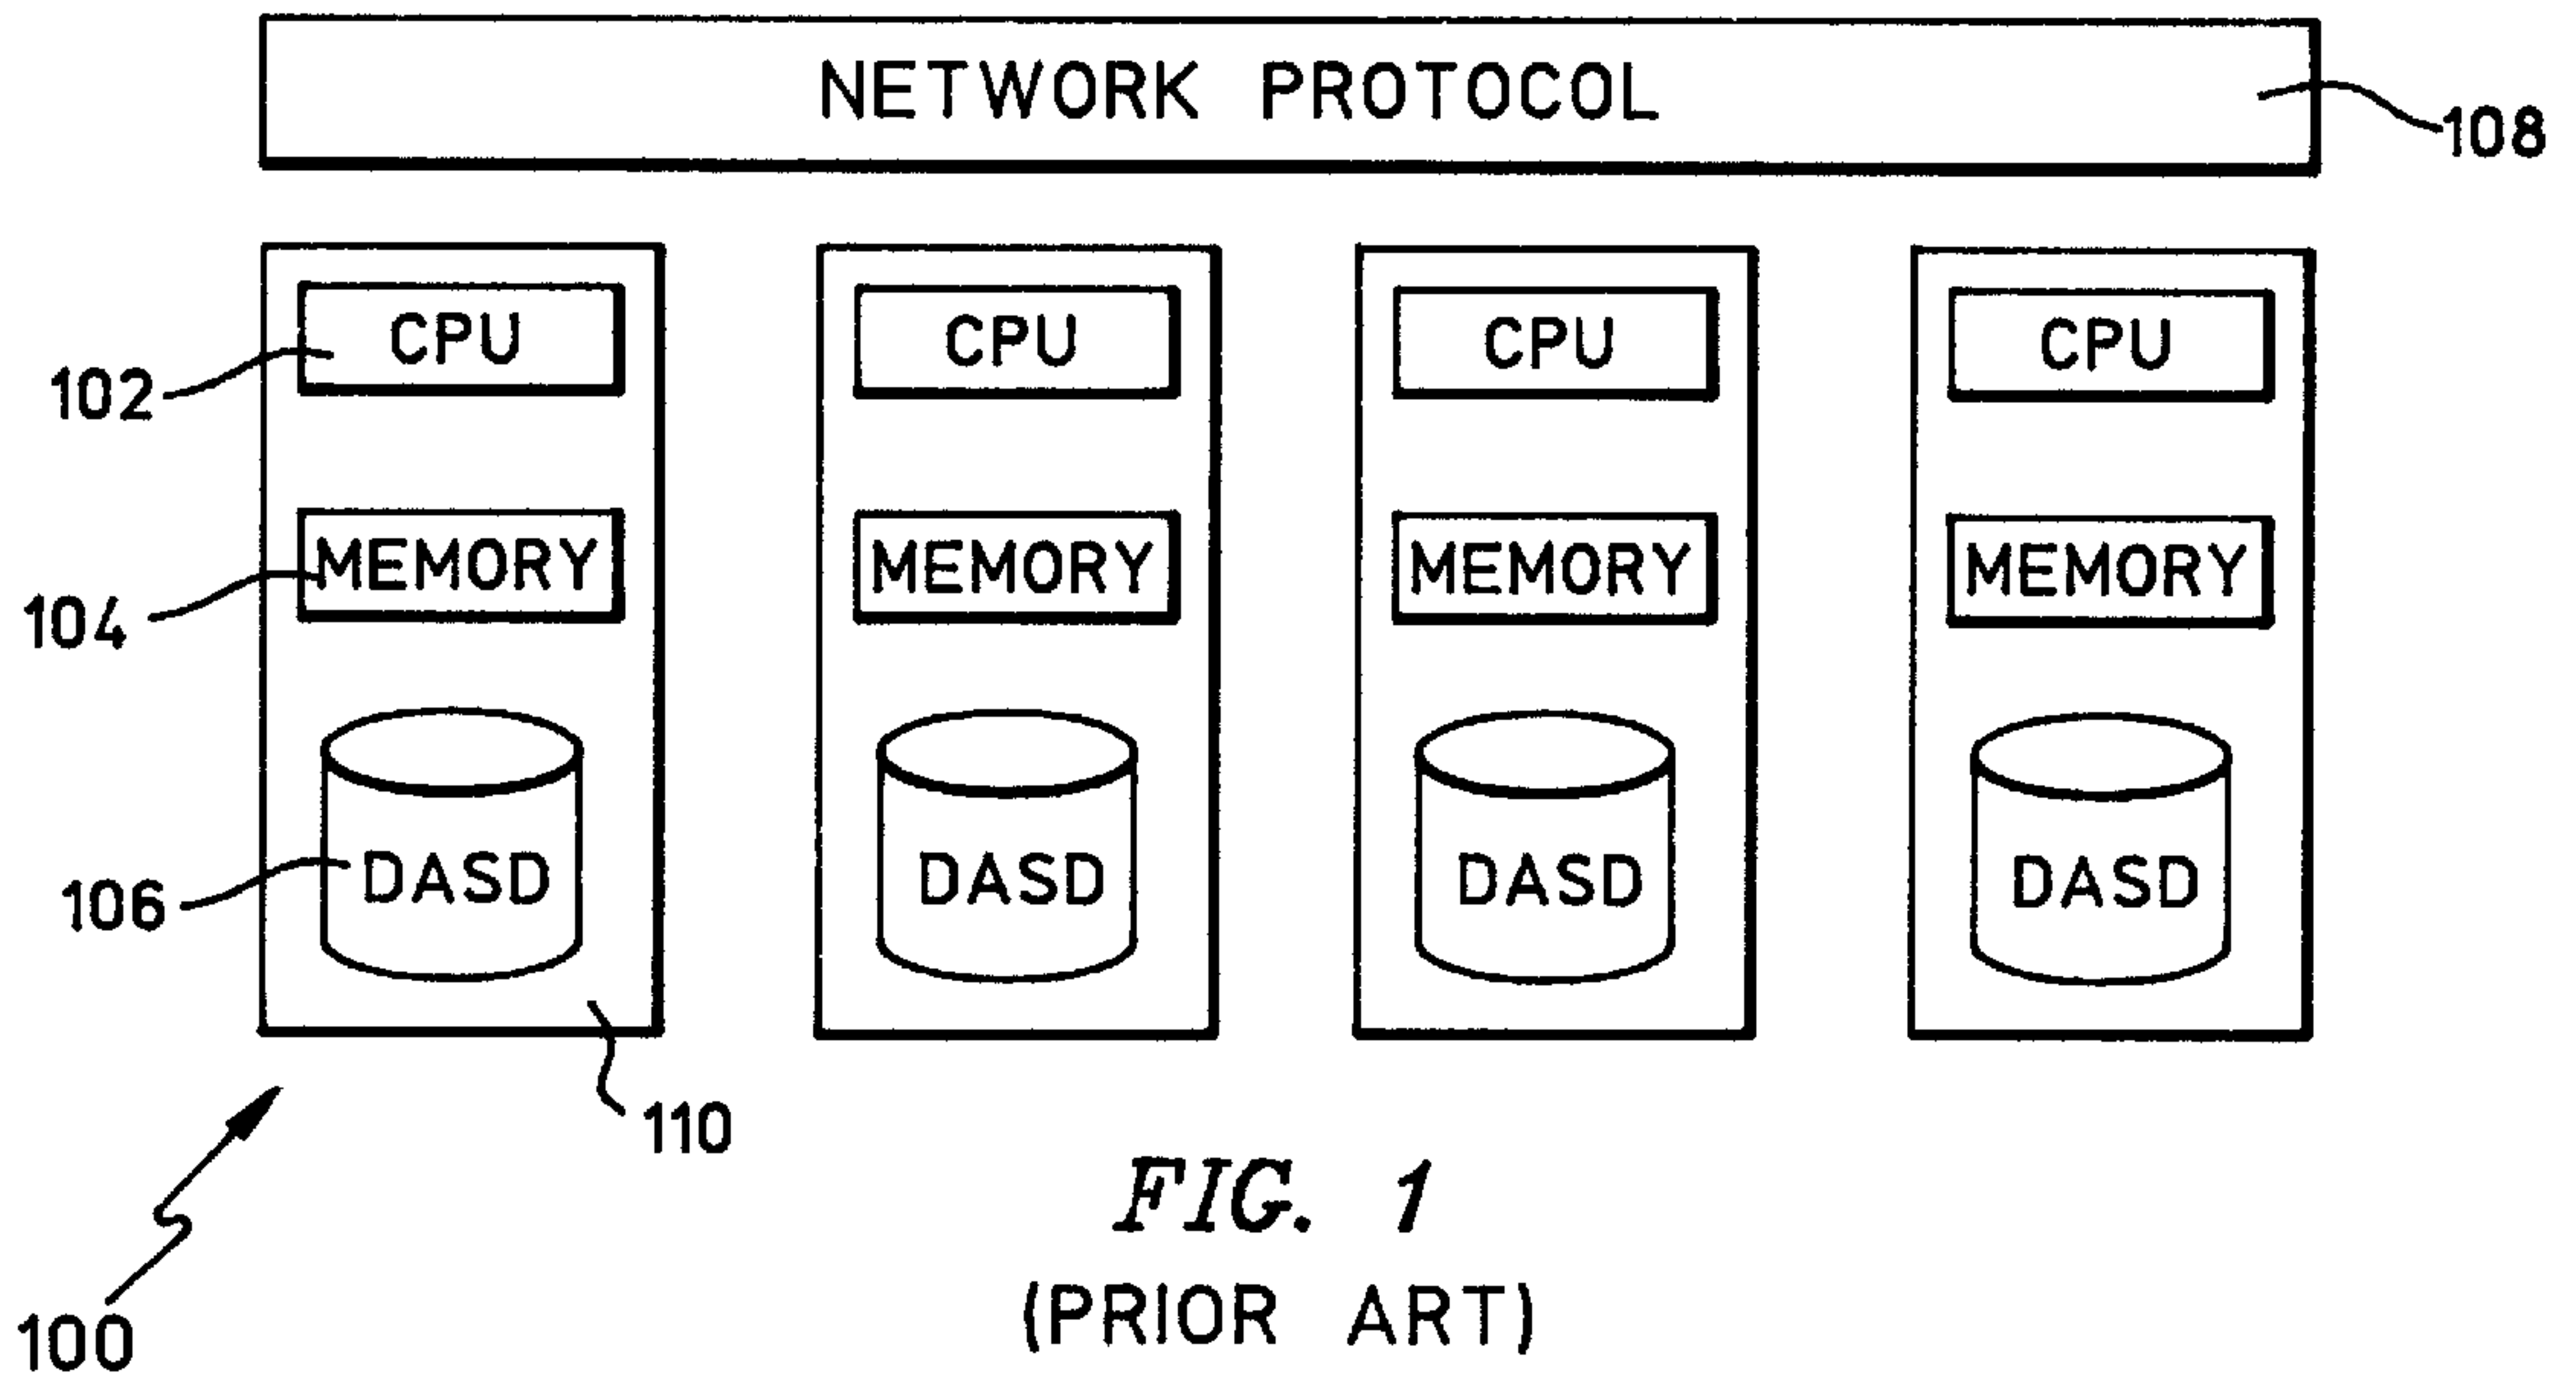 NETWORK PROTOCOL
108
CPU CPU CPU CPU
102
MEMORY MEMORY MEMORY MEMORY
104
DASD DASD DASD DASD
106
110
FIG. 1
(PRIOR ART)
100